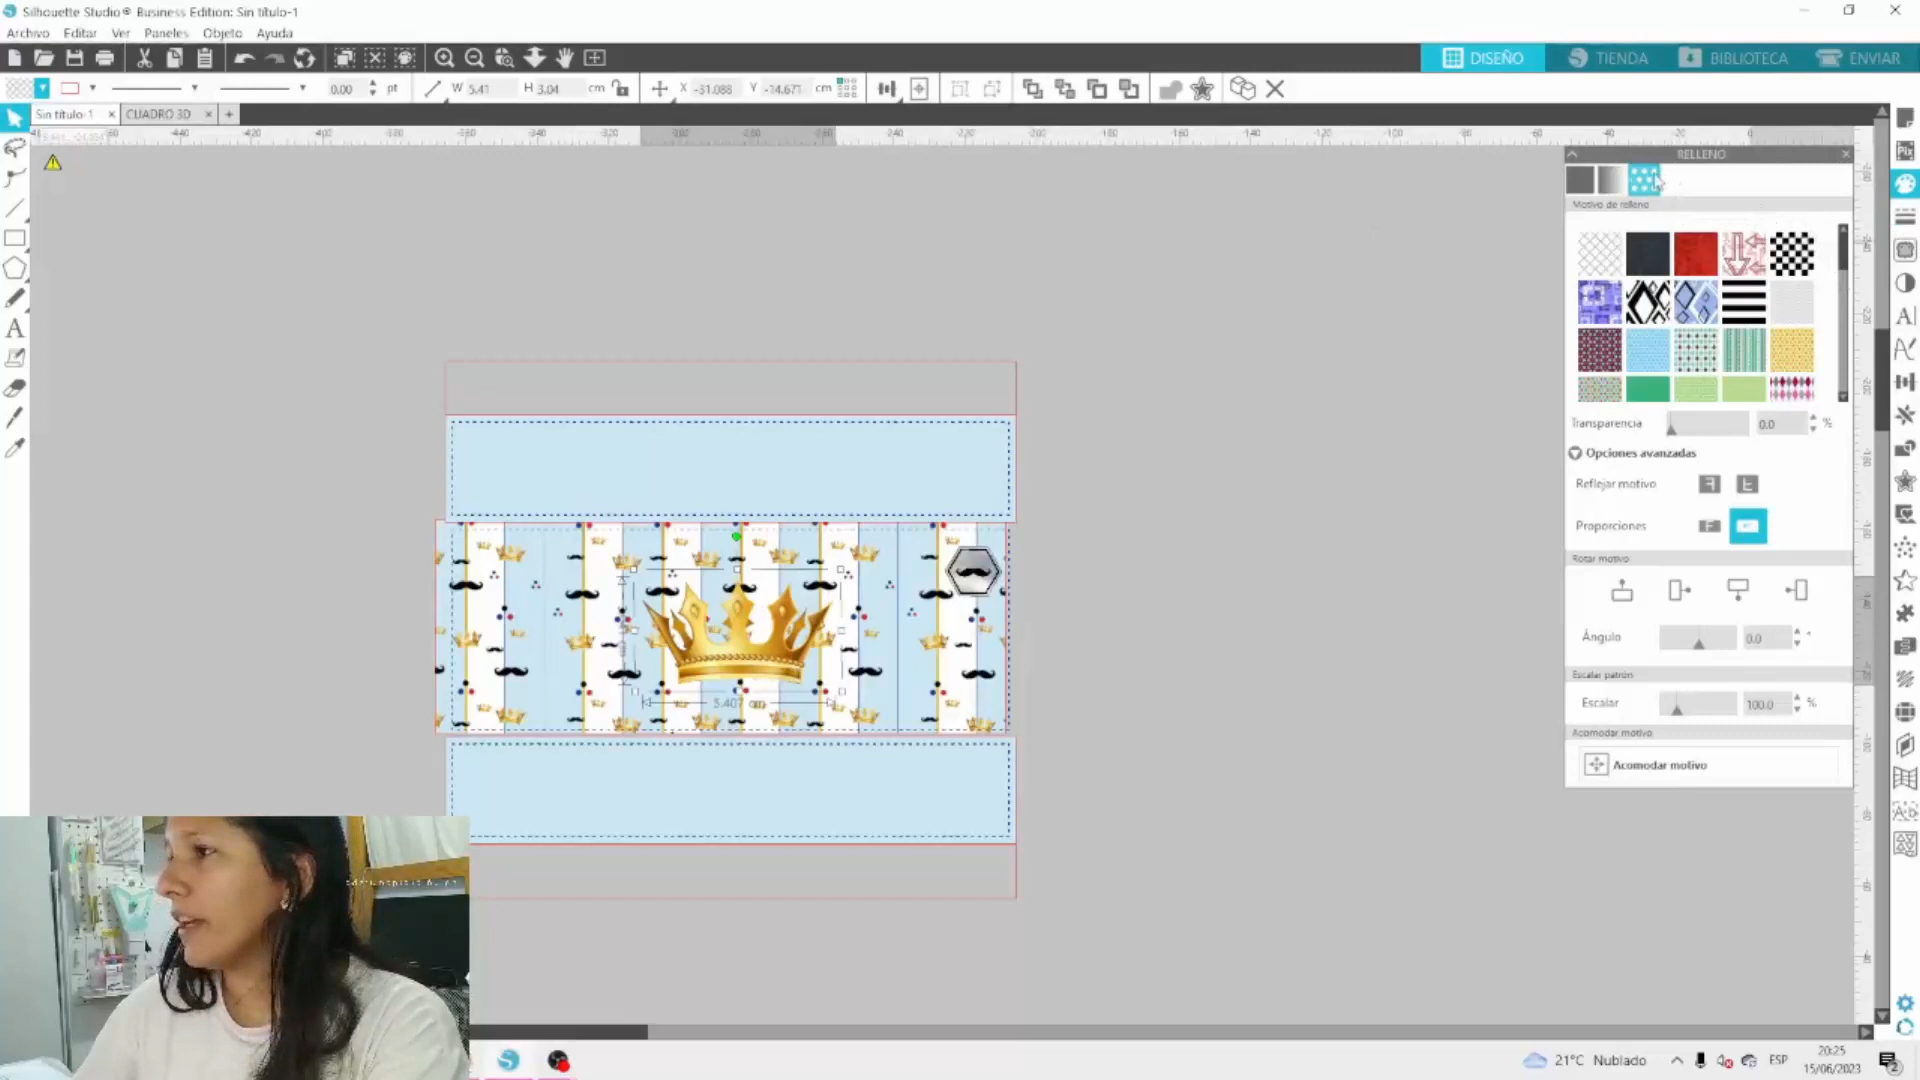 Silhouette Studio® Business Edition: Sin título-1
Archivo Editar Ver Paneles Objeto Ayuda
DISEÑO TIENDA BIBLIOTECA ENVIAR
0.00 pt W 5.41 H 3.04 cm X -31.088 Y -14.671 cm
Sin título-1 × CUADRO 3D × +
RELLENO
Motivo de relleno
Transparencia 0.0 %
Opciones avanzadas
Reflejar motivo
Proporciones
Rotar motivo
Ángulo 0.0 °
Escalar patrón
Escalar 100.0 %
Acomodar motivo
Acomodar motivo
5.407 cm
21°C Nublado ESP
20:25
15/06/2023